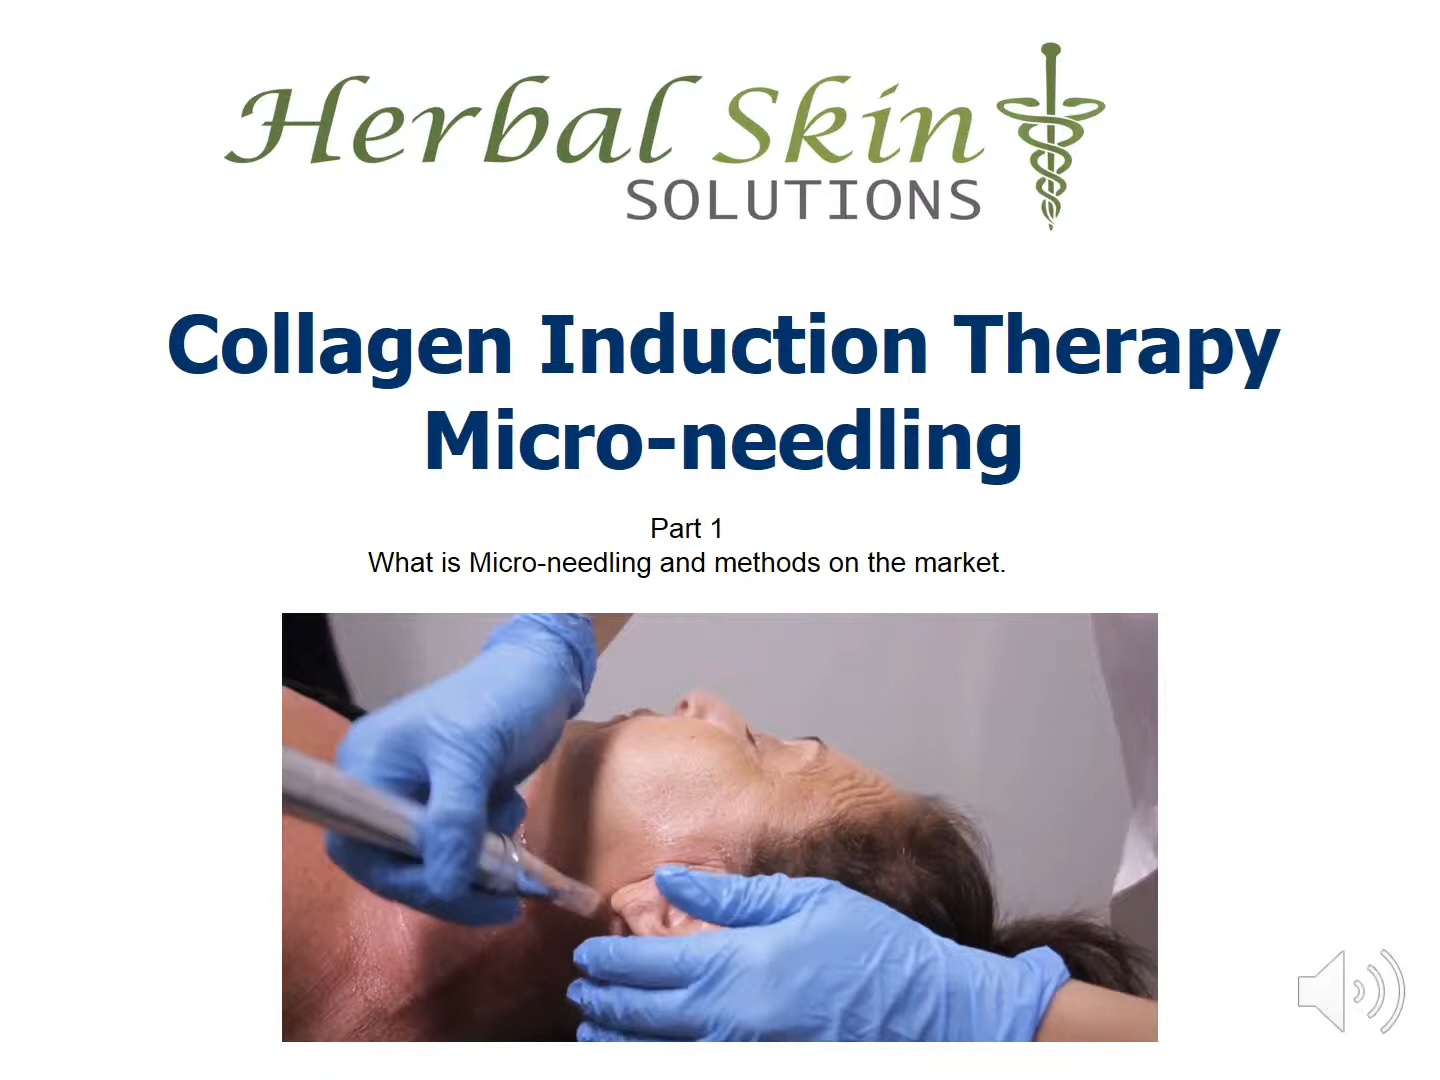 Herbal Skin
SOLUTIONS
Collagen Induction Therapy
Micro-needling
Part 1
What is Micro-needling and methods on the market.